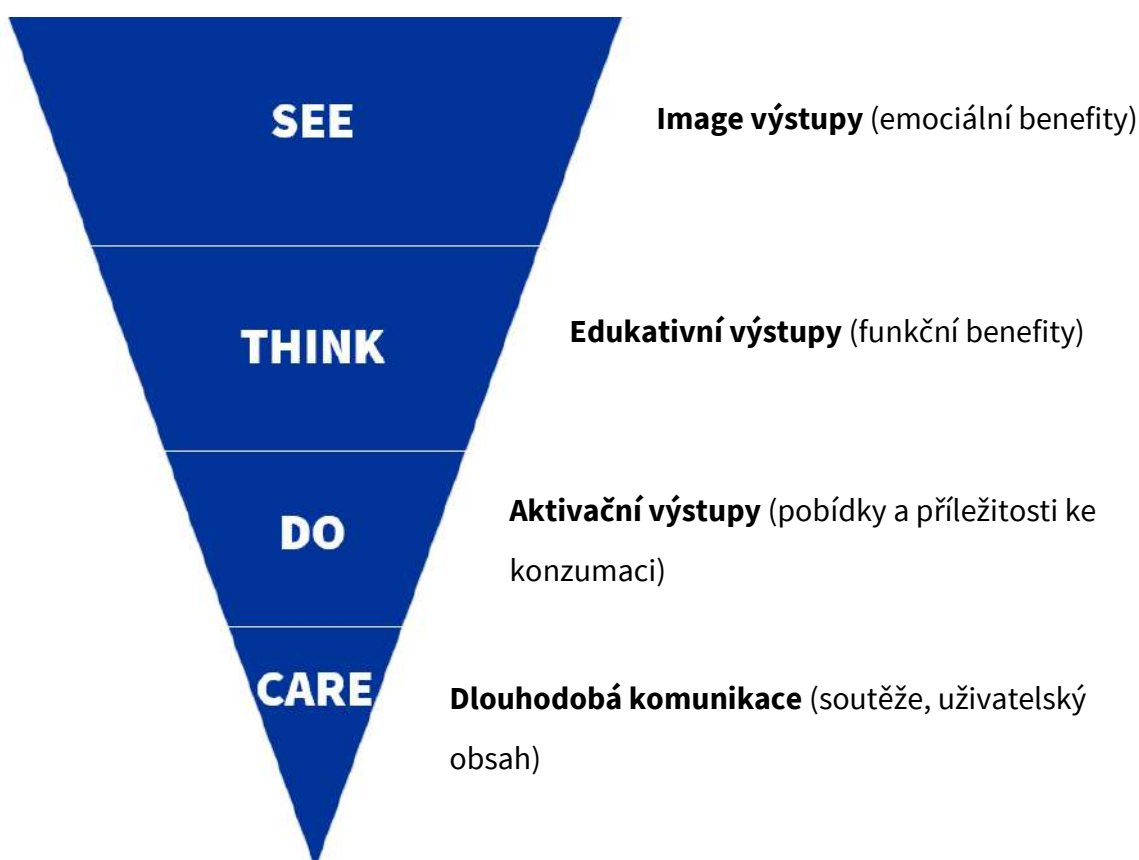 SEE
Image výstupy (emociální benefity)
THINK
Edukativní výstupy (funkční benefity)
DO
Aktivační výstupy (pobídky a příležitosti ke
konzumaci)
CARE
Dlouhodobá komunikace (soutěže, uživatelský
obsah)